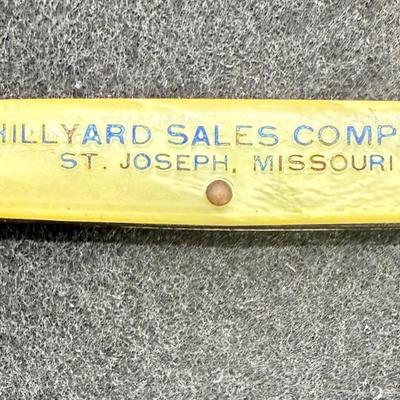 HILLYARD SALES COMP
ST. JOSEPH, MISSOURI